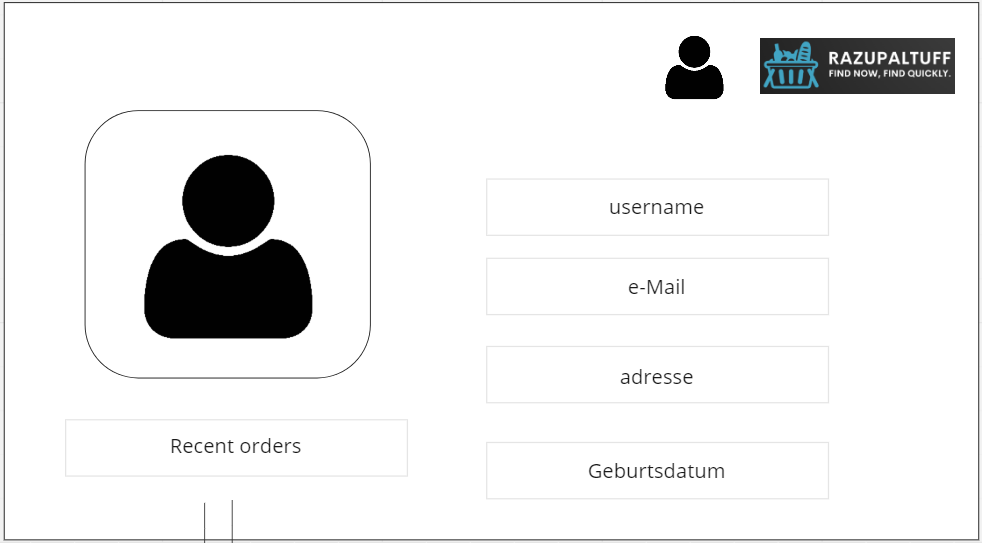 RAZUPALTUFF
FIND NOW, FIND QUICKLY.
username
e-Mail
adresse
Recent orders
Geburtsdatum